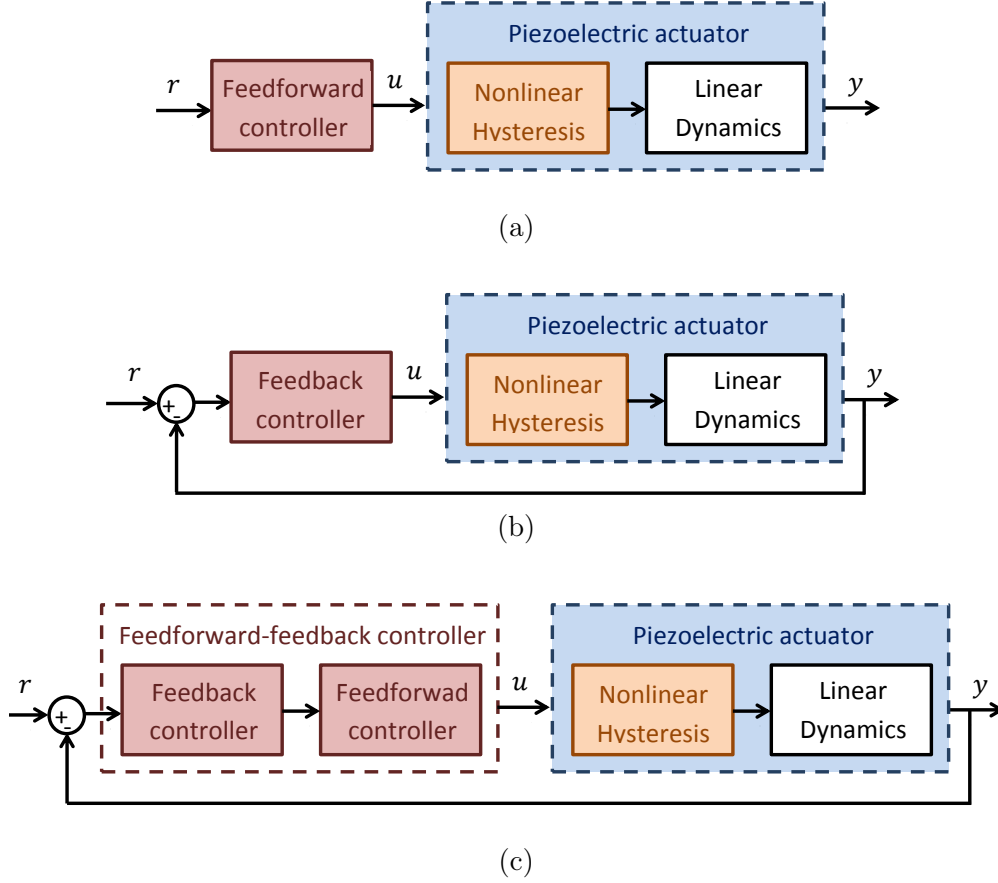 Piezoelectric actuator
r
Feedforward
controller
u
Nonlinear
Hysteresis
Linear
Dynamics
y
(a)
Piezoelectric actuator
r
+
-
Feedback
controller
u
Nonlinear
Hysteresis
Linear
Dynamics
y
(b)
Feedforward-feedback controller
Piezoelectric actuator
r
+
-
Feedback
controller
Feedforwad
controller
u
Nonlinear
Hysteresis
Linear
Dynamics
y
(c)